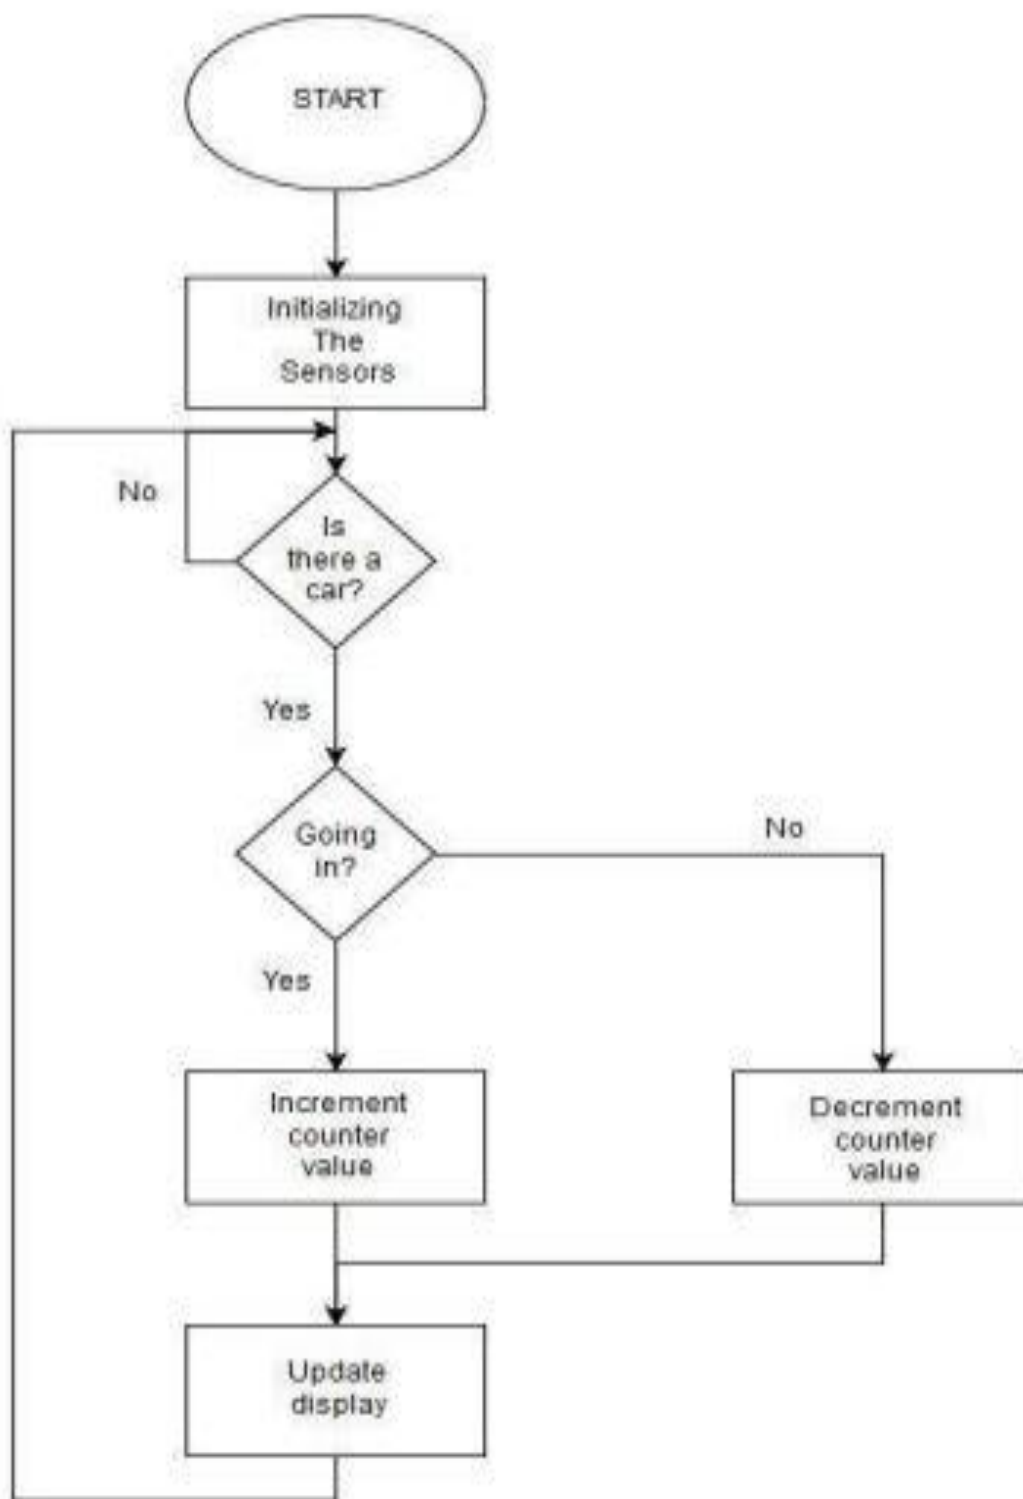 START
Initializing
The
Sensors
No
Is
there a
car?
Yes
Going
in?
No
Yes
Increment
counter
value
Decrement
counter
value
Update
display